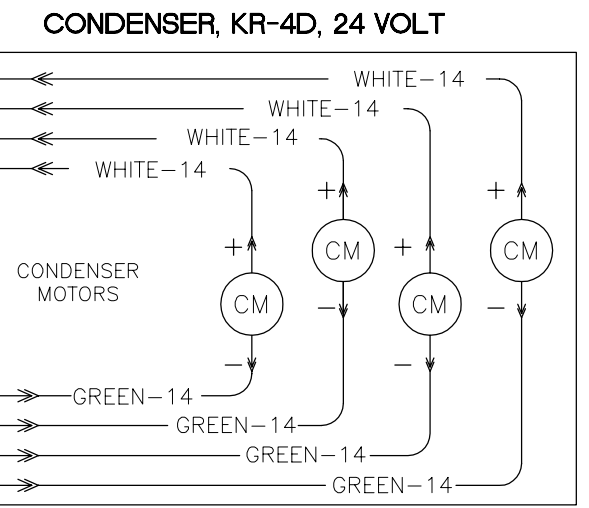 CONDENSER, KR-4D, 24 VOLT
WHITE-14
WHITE-14
WHITE-14
WHITE-14
+
+
+
+
CM
CM
CM
CM
CONDENSER
MOTORS
-
-
-
-
GREEN-14
GREEN-14
GREEN-14
GREEN-14